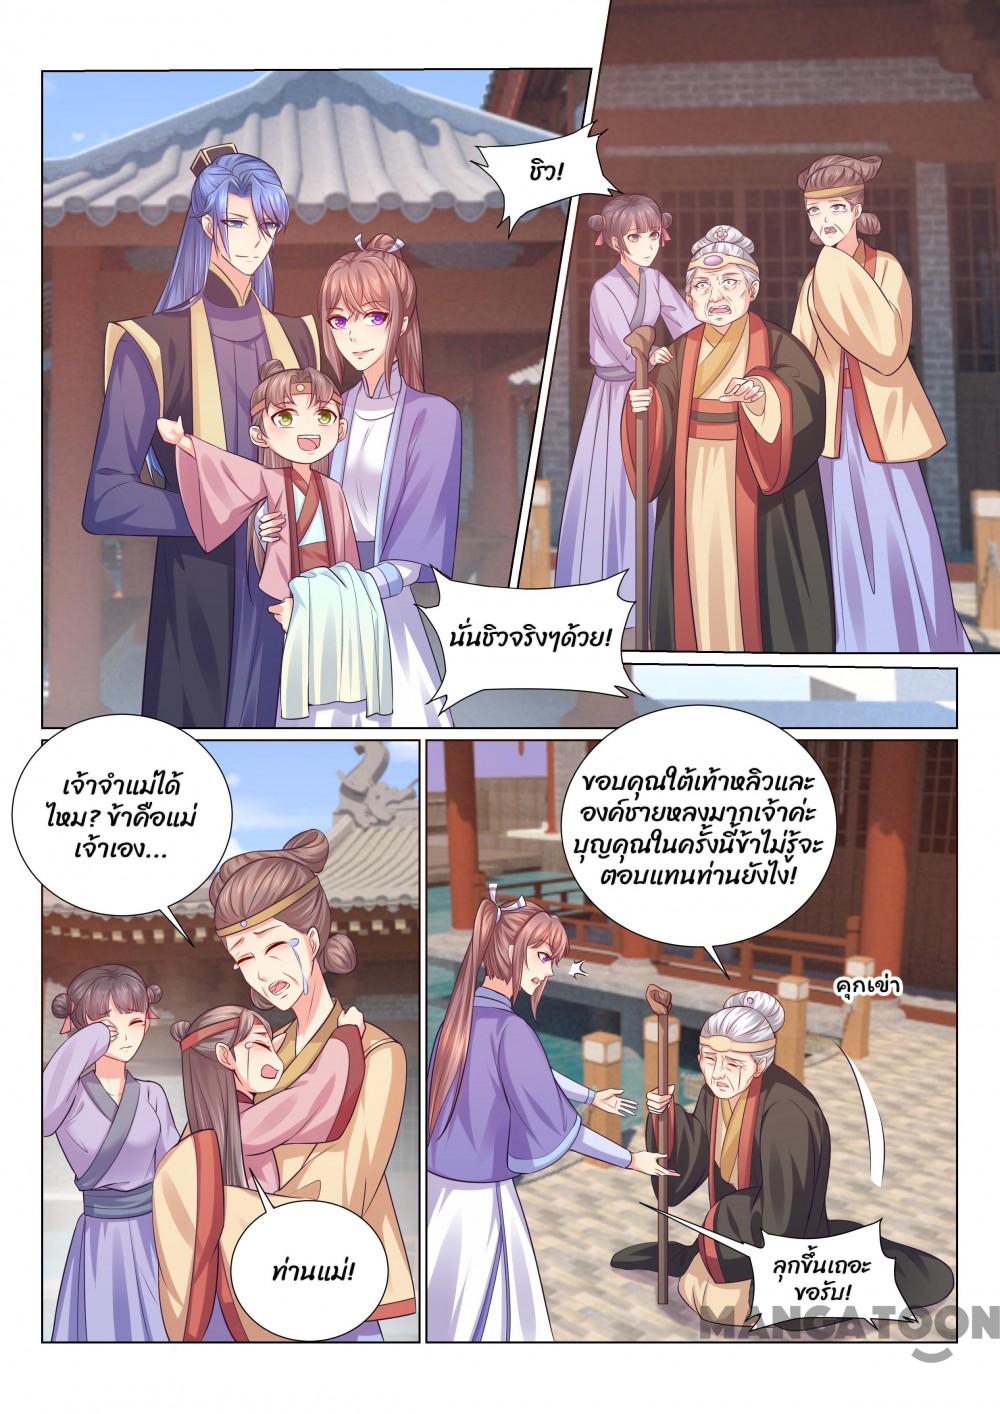 ชิว!
นั่นชิวจริงๆด้วย!
เจ้าจำแม่ได้
ไหม? ข้าคือแม่
เจ้าเอง...
ท่านแม่!
ขอบคุณใต้เท้าหลิวและ
องค์ชายหลงมากเจ้าค่ะ
บุญคุณในครั้งนี้ข้าไม่รู้จะ
ตอบแทนท่านยังไง!
คุกเข่า
ลุกขึ้นเถอะ
ขอรับ!
MANGATOON